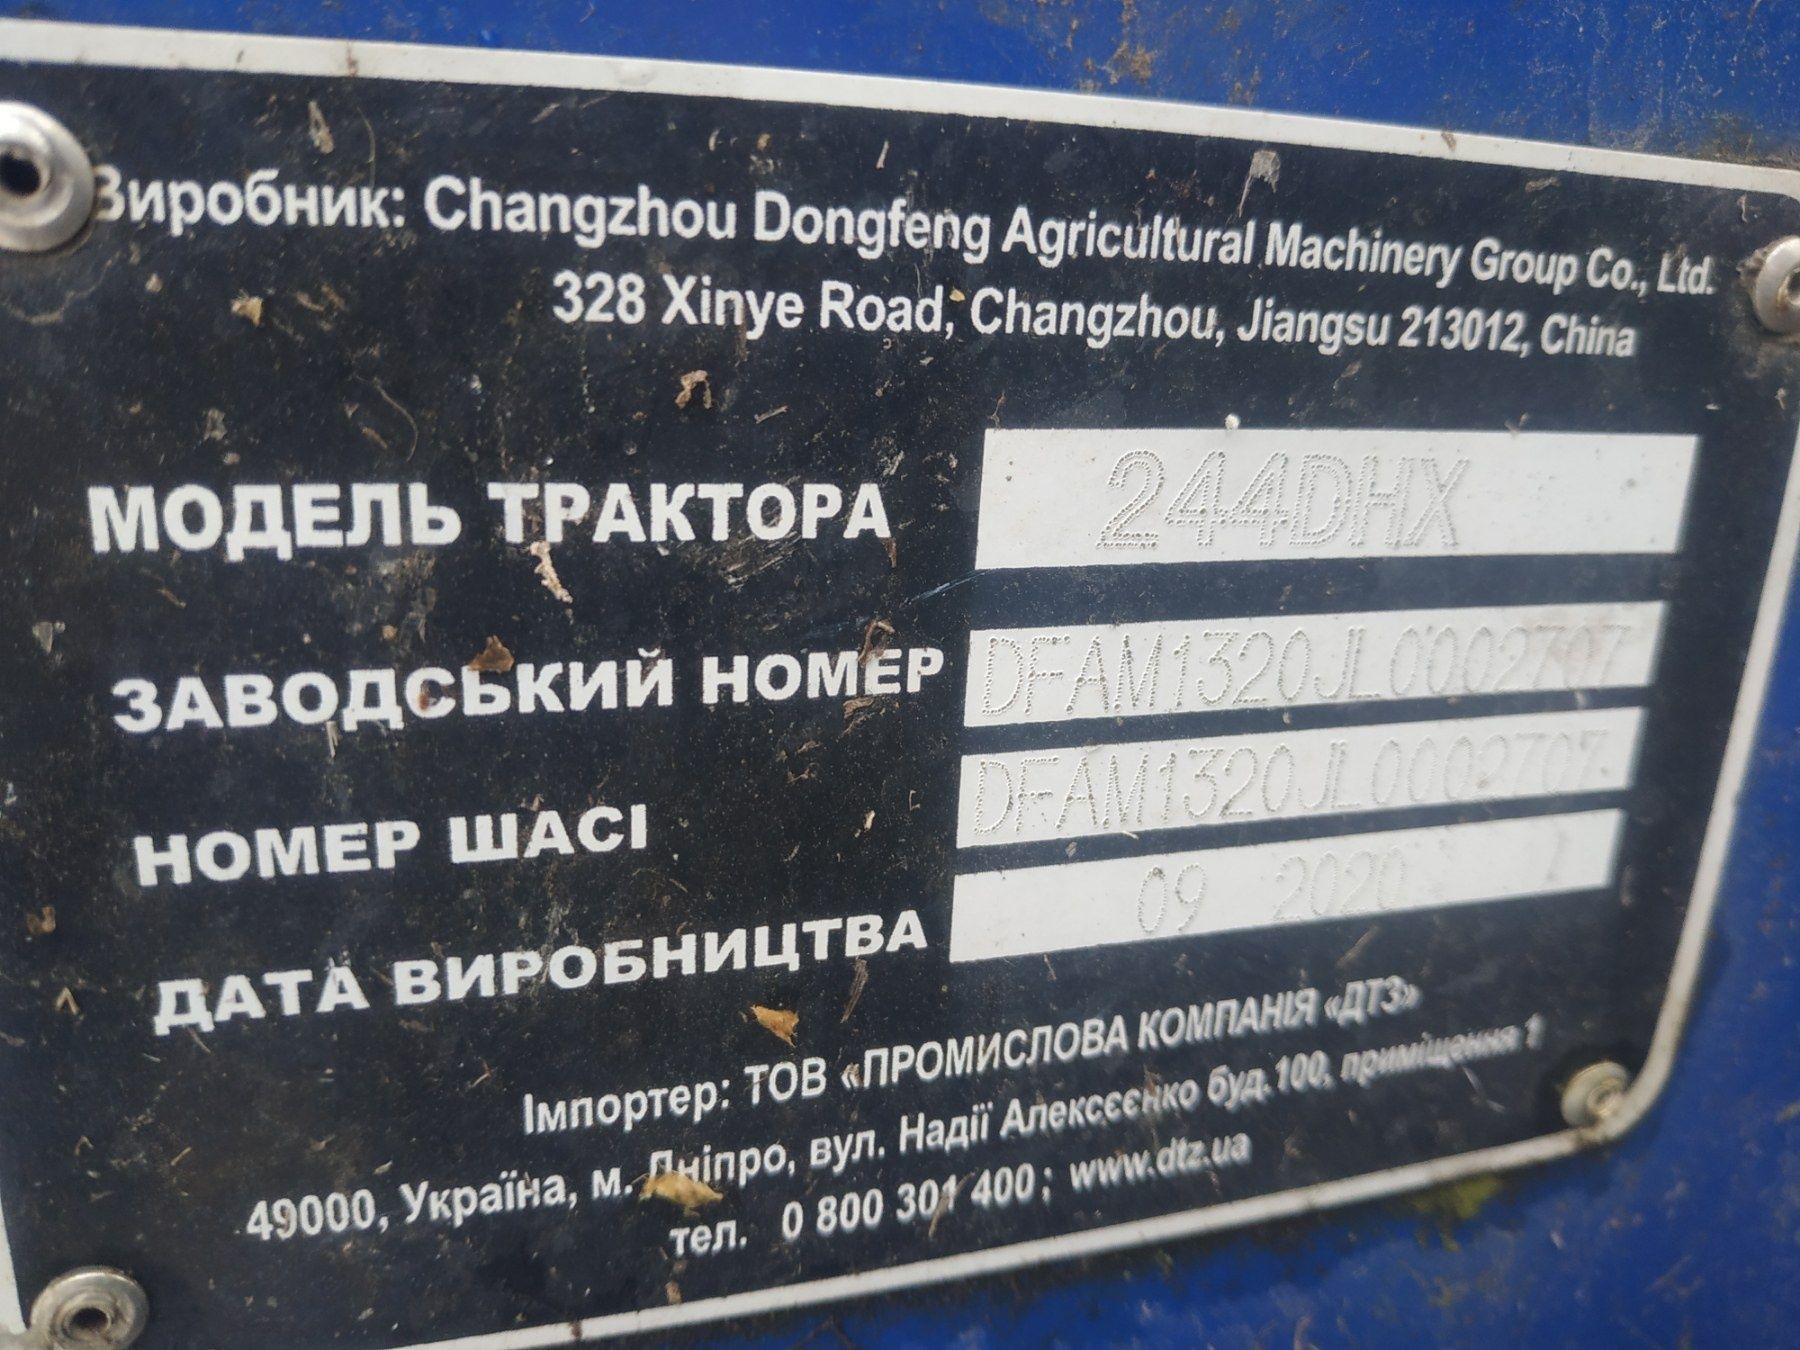 Виробник: Changzhou Dongfeng Agricultural Machinery Group Co., Ltd.
328 Xinye Road, Changzhou, Jiangsu 213012, China
МОДЕЛЬ ТРАКТОРА 244DHX
ЗАВОДСЬКИЙ НОМЕР DFAM1320JL0002707
НОМЕР ШАСІ DFAM1320JL0002707
ДАТА ВИРОБНИЦТВА 09 2020
Імпортер: ТОВ «ПРОМИСЛОВА КОМПАНІЯ «ДТЗ»
49000, Україна, м. Дніпро, вул. Надії Алексєєнко буд.100, приміщення 1
тел. 0 800 301 400; www.dtz.ua